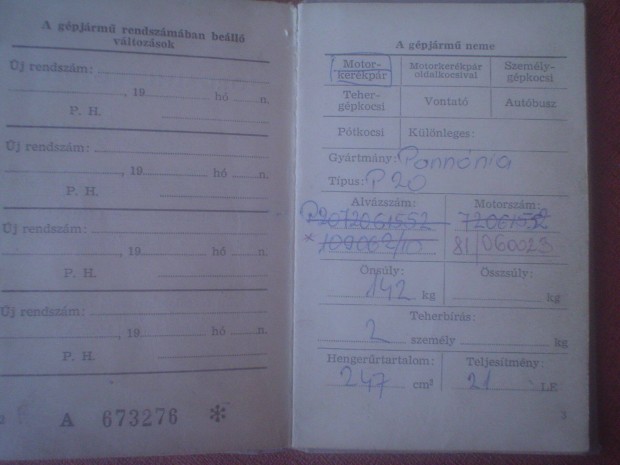 A gépjármű rendszámában beálló
változások
Új rendszám:
, 19 hó n.
P. H.
Új rendszám:
, 19 hó n.
P. H.
Új rendszám:
, 19 hó n.
P. H.
Új rendszám:
, 19 hó n.
P. H.
A 673276 *
A gépjármű neme
Motor-
kerékpár
Motorkerékpár
oldalkocsival
Személy-
gépkocsi
Teher-
gépkocsi
Vontató
Autóbusz
Pótkocsi
Különleges:
Gyártmány: Pannónia
Típus: P20
Alvázszám:
Motorszám:
P2072061552
72061552
81/060025
Önsúly:
Összsúly:
142 kg
kg
Teherbírás:
2 személy kg
Hengerűrtartalom:
Teljesítmény:
247 cm³
21 LE
3